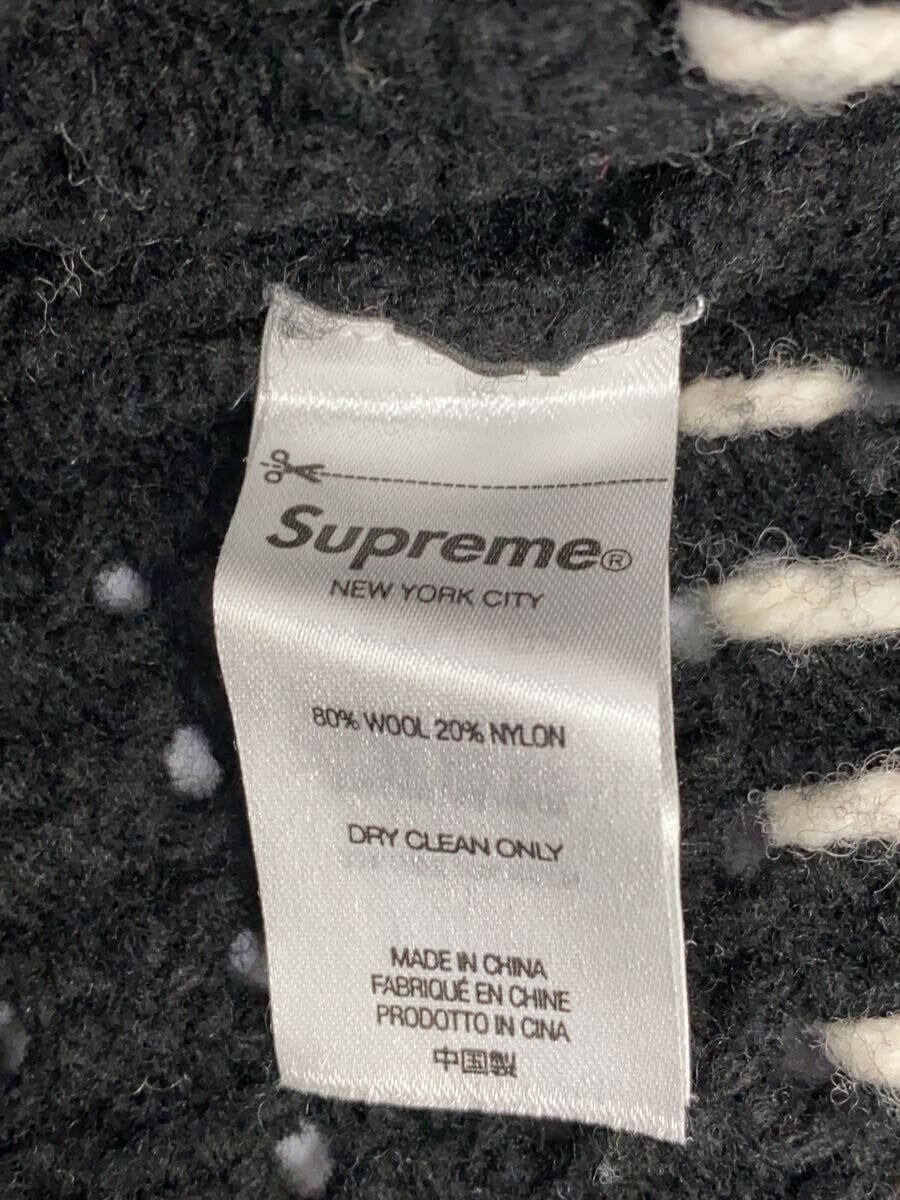 Supreme®
NEW YORK CITY
80% WOOL 20% NYLON
DRY CLEAN ONLY
MADE IN CHINA
FABRIQUÉ EN CHINE
PRODOTTO IN CINA
中国製